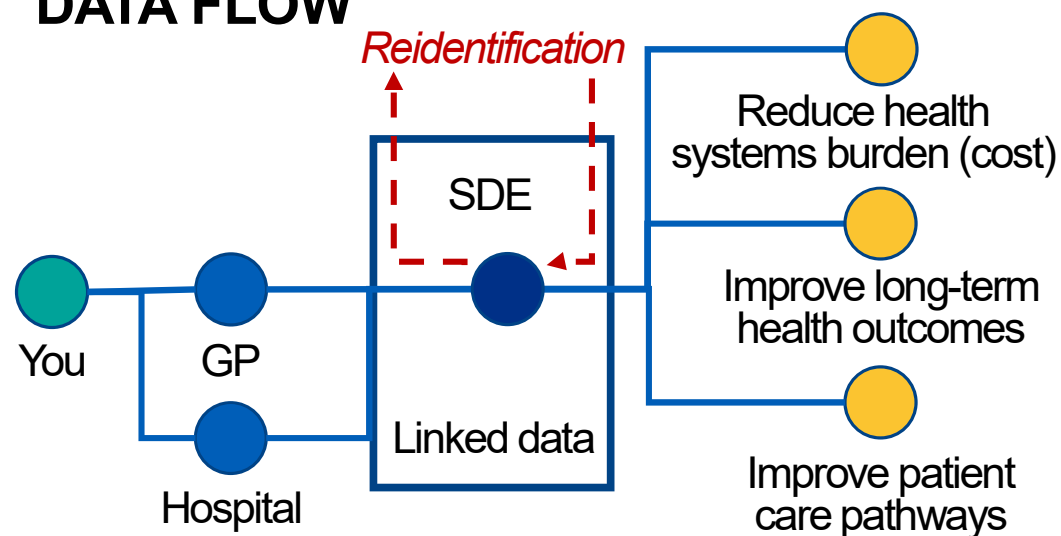 DATA FLOW
Reidentification
Reduce health
systems burden (cost)
SDE
You
GP
Improve long-term
health outcomes
Linked data
Hospital
Improve patient
care pathways